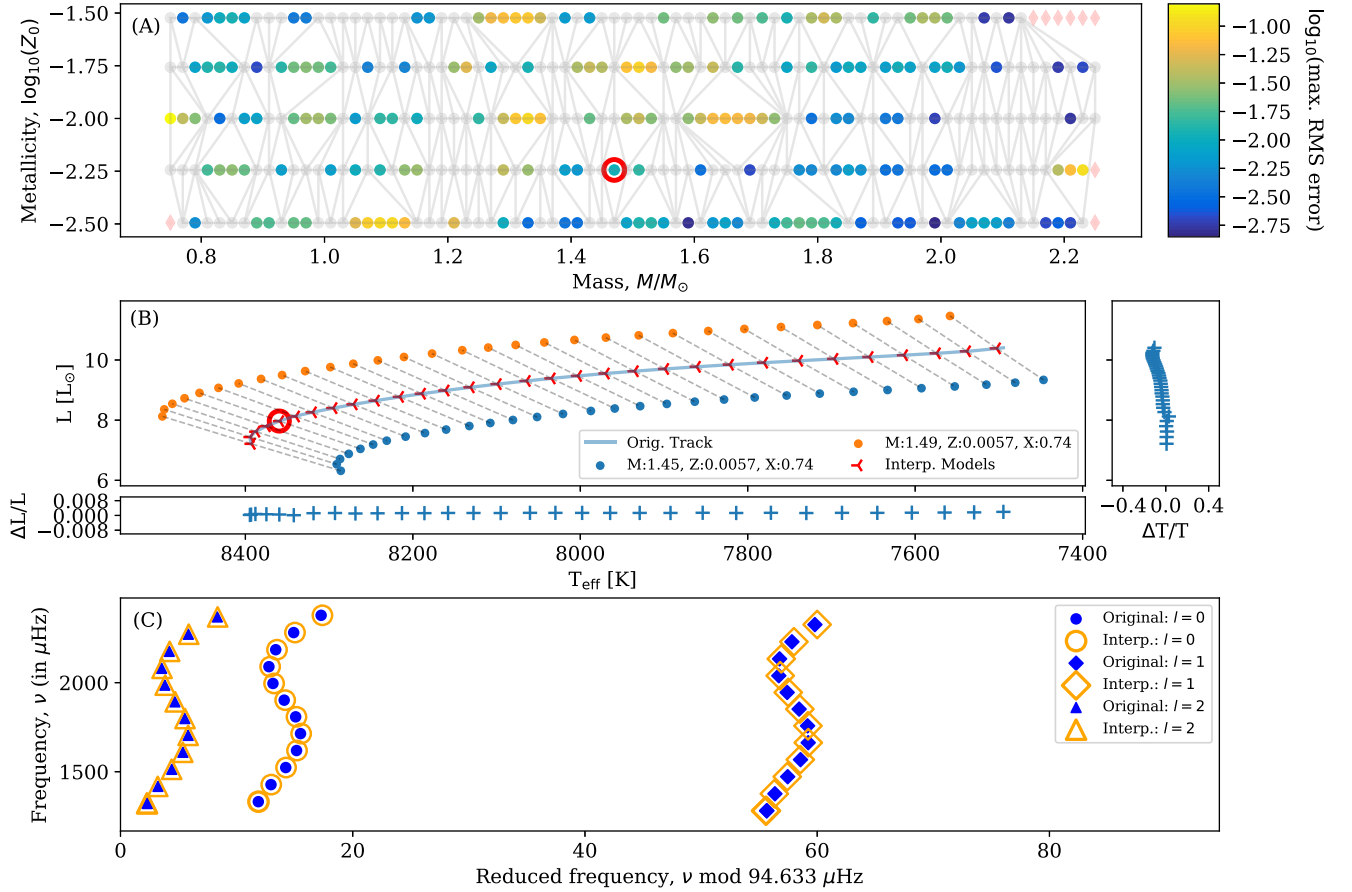 (A)
Metallicity, log10(Z0)
−1.50
−1.75
−2.00
−2.25
−2.50
0.8 1.0 1.2 1.4 1.6 1.8 2.0 2.2
Mass, M/M⊙
−1.00
−1.25
−1.50
−1.75
−2.00
−2.25
−2.50
−2.75
log10(max. RMS error)
(B)
L [L⊙]
10
8
6
Orig. Track
M:1.45, Z:0.0057, X:0.74
M:1.49, Z:0.0057, X:0.74
Interp. Models
−0.4 0.0 0.4
ΔT/T
ΔL/L
0.008
−0.008
−0.008
8400 8200 8000 7800 7600 7400
Teff [K]
(C)
Frequency, ν (in μHz)
2000
1500
Original: l = 0
Interp.: l = 0
Original: l = 1
Interp.: l = 1
Original: l = 2
Interp.: l = 2
0 20 40 60 80
Reduced frequency, ν mod 94.633 μHz